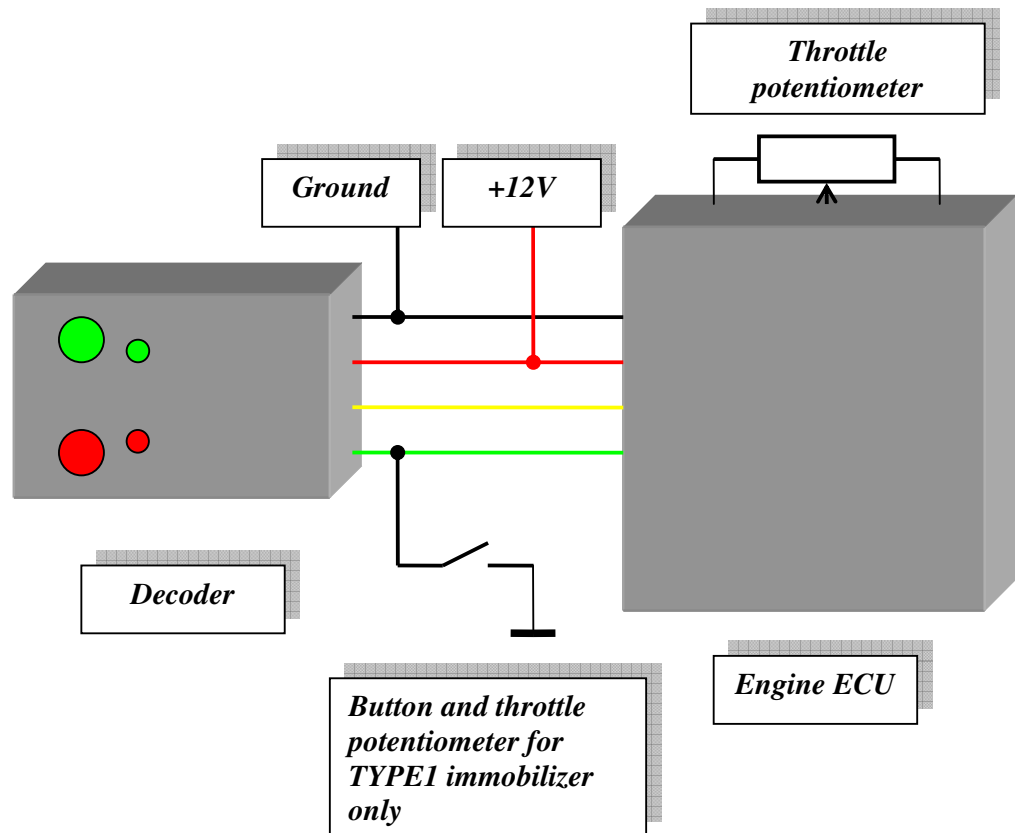 Throttle
potentiometer
Ground
+12V
Decoder
Engine ECU
Button and throttle
potentiometer for
TYPE1 immobilizer
only